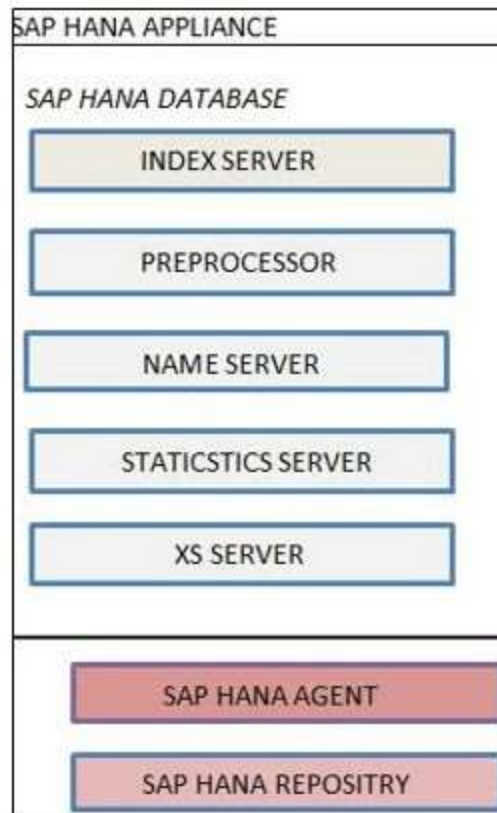 SAP HANA APPLIANCE
SAP HANA DATABASE
INDEX SERVER
PREPROCESSOR
NAME SERVER
STATICSTICS SERVER
XS SERVER
SAP HANA AGENT
SAP HANA REPOSITRY